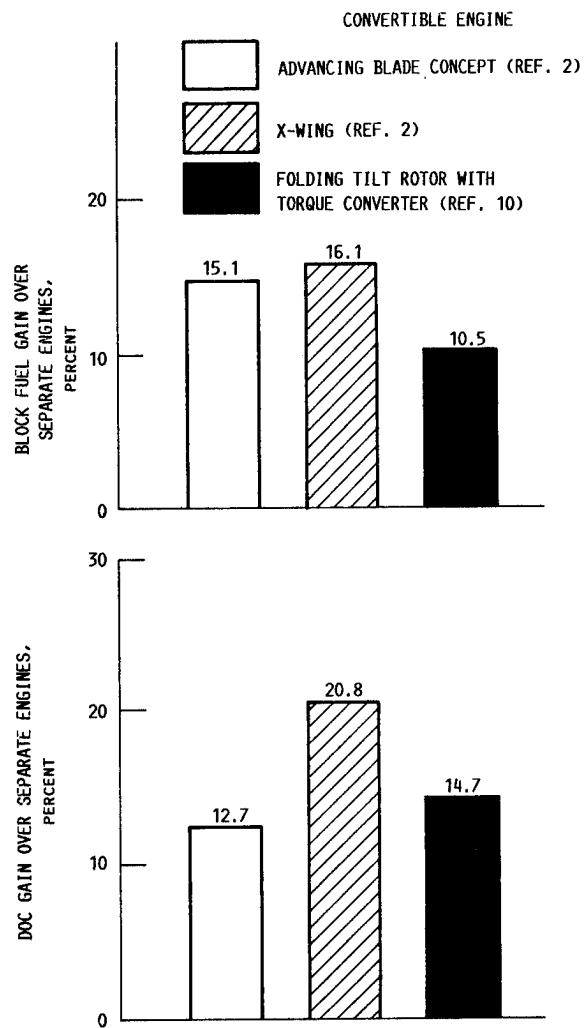 CONVERTIBLE ENGINE
ADVANCING BLADE CONCEPT (REF. 2)
X-WING (REF. 2)
FOLDING TILT ROTOR WITH
TORQUE CONVERTER (REF. 10)
BLOCK FUEL GAIN OVER
SEPARATE ENGINES,
PERCENT
20
10
0
15.1
16.1
10.5
DOC GAIN OVER SEPARATE ENGINES,
PERCENT
30
20
10
0
12.7
20.8
14.7